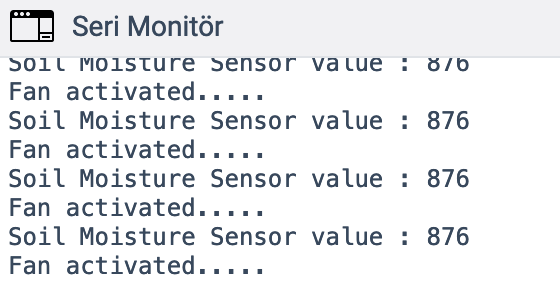 Seri Monitör
Soil Moisture Sensor value : 876
Fan activated.....
Soil Moisture Sensor value : 876
Fan activated.....
Soil Moisture Sensor value : 876
Fan activated.....
Soil Moisture Sensor value : 876
Fan activated.....